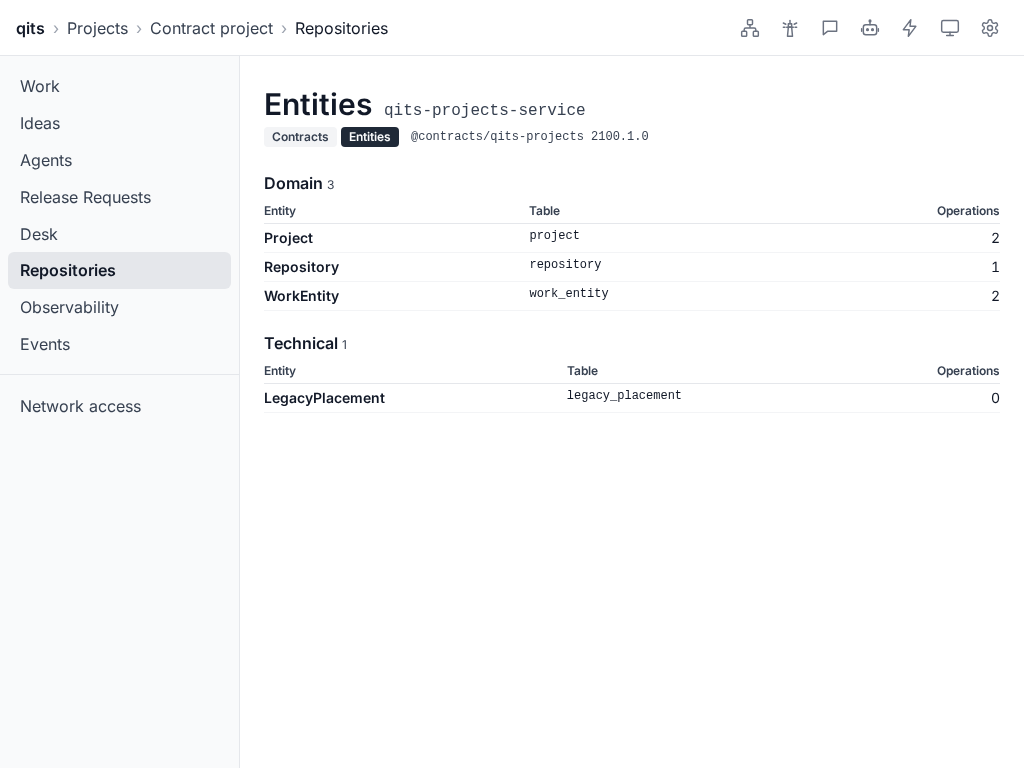 qits › Projects › Contract project › Repositories
Work
Ideas
Agents
Release Requests
Desk
Repositories
Observability
Events
Network access
Entities qits-projects-service
Contracts Entities @contracts/qits-projects 2100.1.0
Domain 3
Entity Table Operations
Project project 2
Repository repository 1
WorkEntity work_entity 2
Technical 1
Entity Table Operations
LegacyPlacement legacy_placement 0